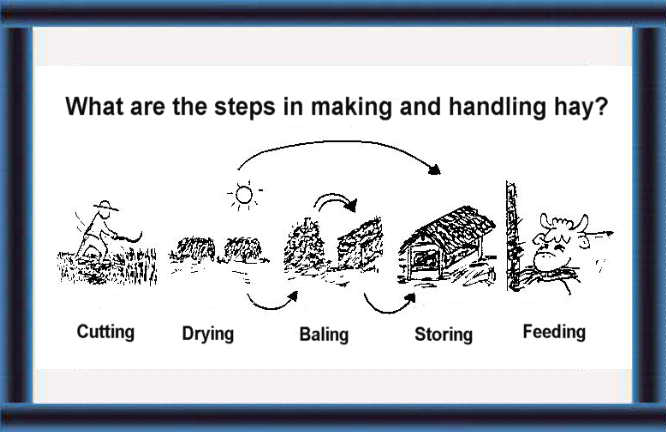 What are the steps in making and handling hay?
Cutting Drying Baling Storing Feeding